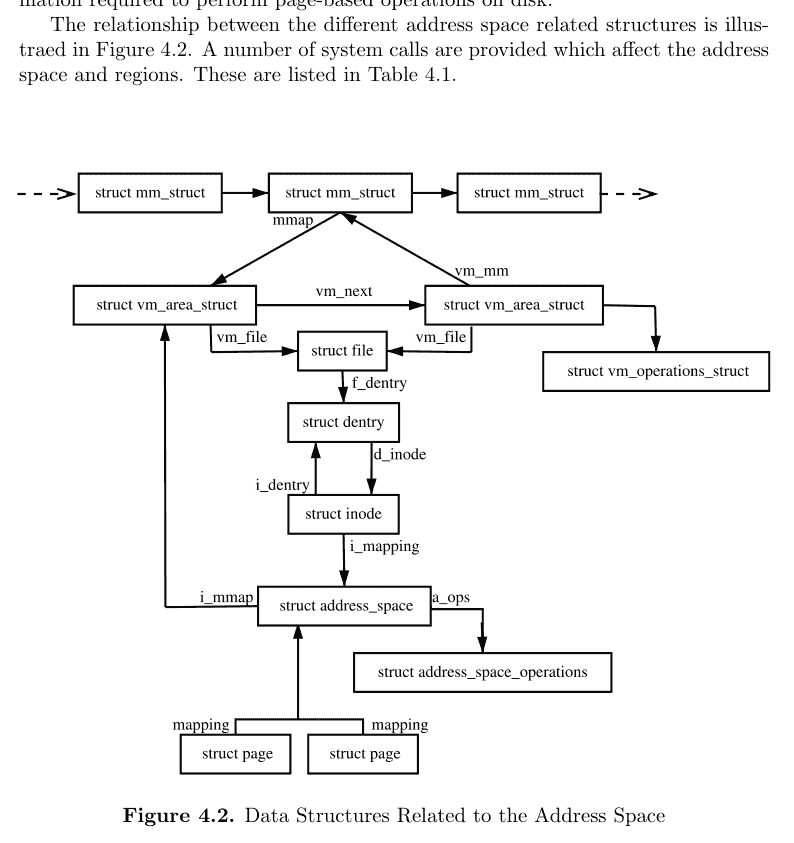 mation required to perform page-based operations on disk.
The relationship between the different address space related structures is illus-
traed in Figure 4.2. A number of system calls are provided which affect the address
space and regions. These are listed in Table 4.1.
struct mm_struct
struct mm_struct
struct mm_struct
mmap
vm_mm
struct vm_area_struct
vm_next
struct vm_area_struct
vm_file
struct file
vm_file
struct vm_operations_struct
f_dentry
struct dentry
d_inode
i_dentry
struct inode
i_mapping
i_mmap
struct address_space
a_ops
struct address_space_operations
mapping
mapping
struct page
struct page
Figure 4.2. Data Structures Related to the Address Space